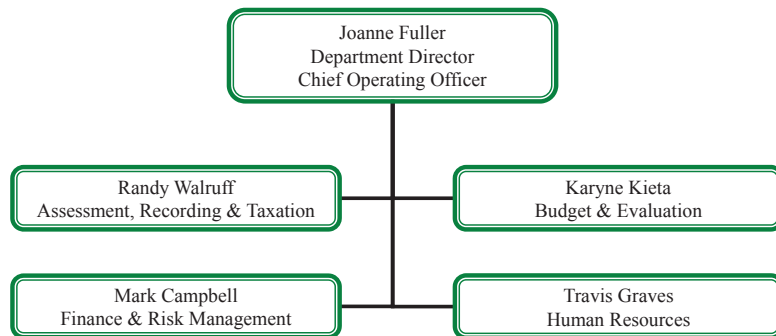 Joanne Fuller
Department Director
Chief Operating Officer
Randy Walruff
Assessment, Recording & Taxation
Karyne Kieta
Budget & Evaluation
Mark Campbell
Finance & Risk Management
Travis Graves
Human Resources